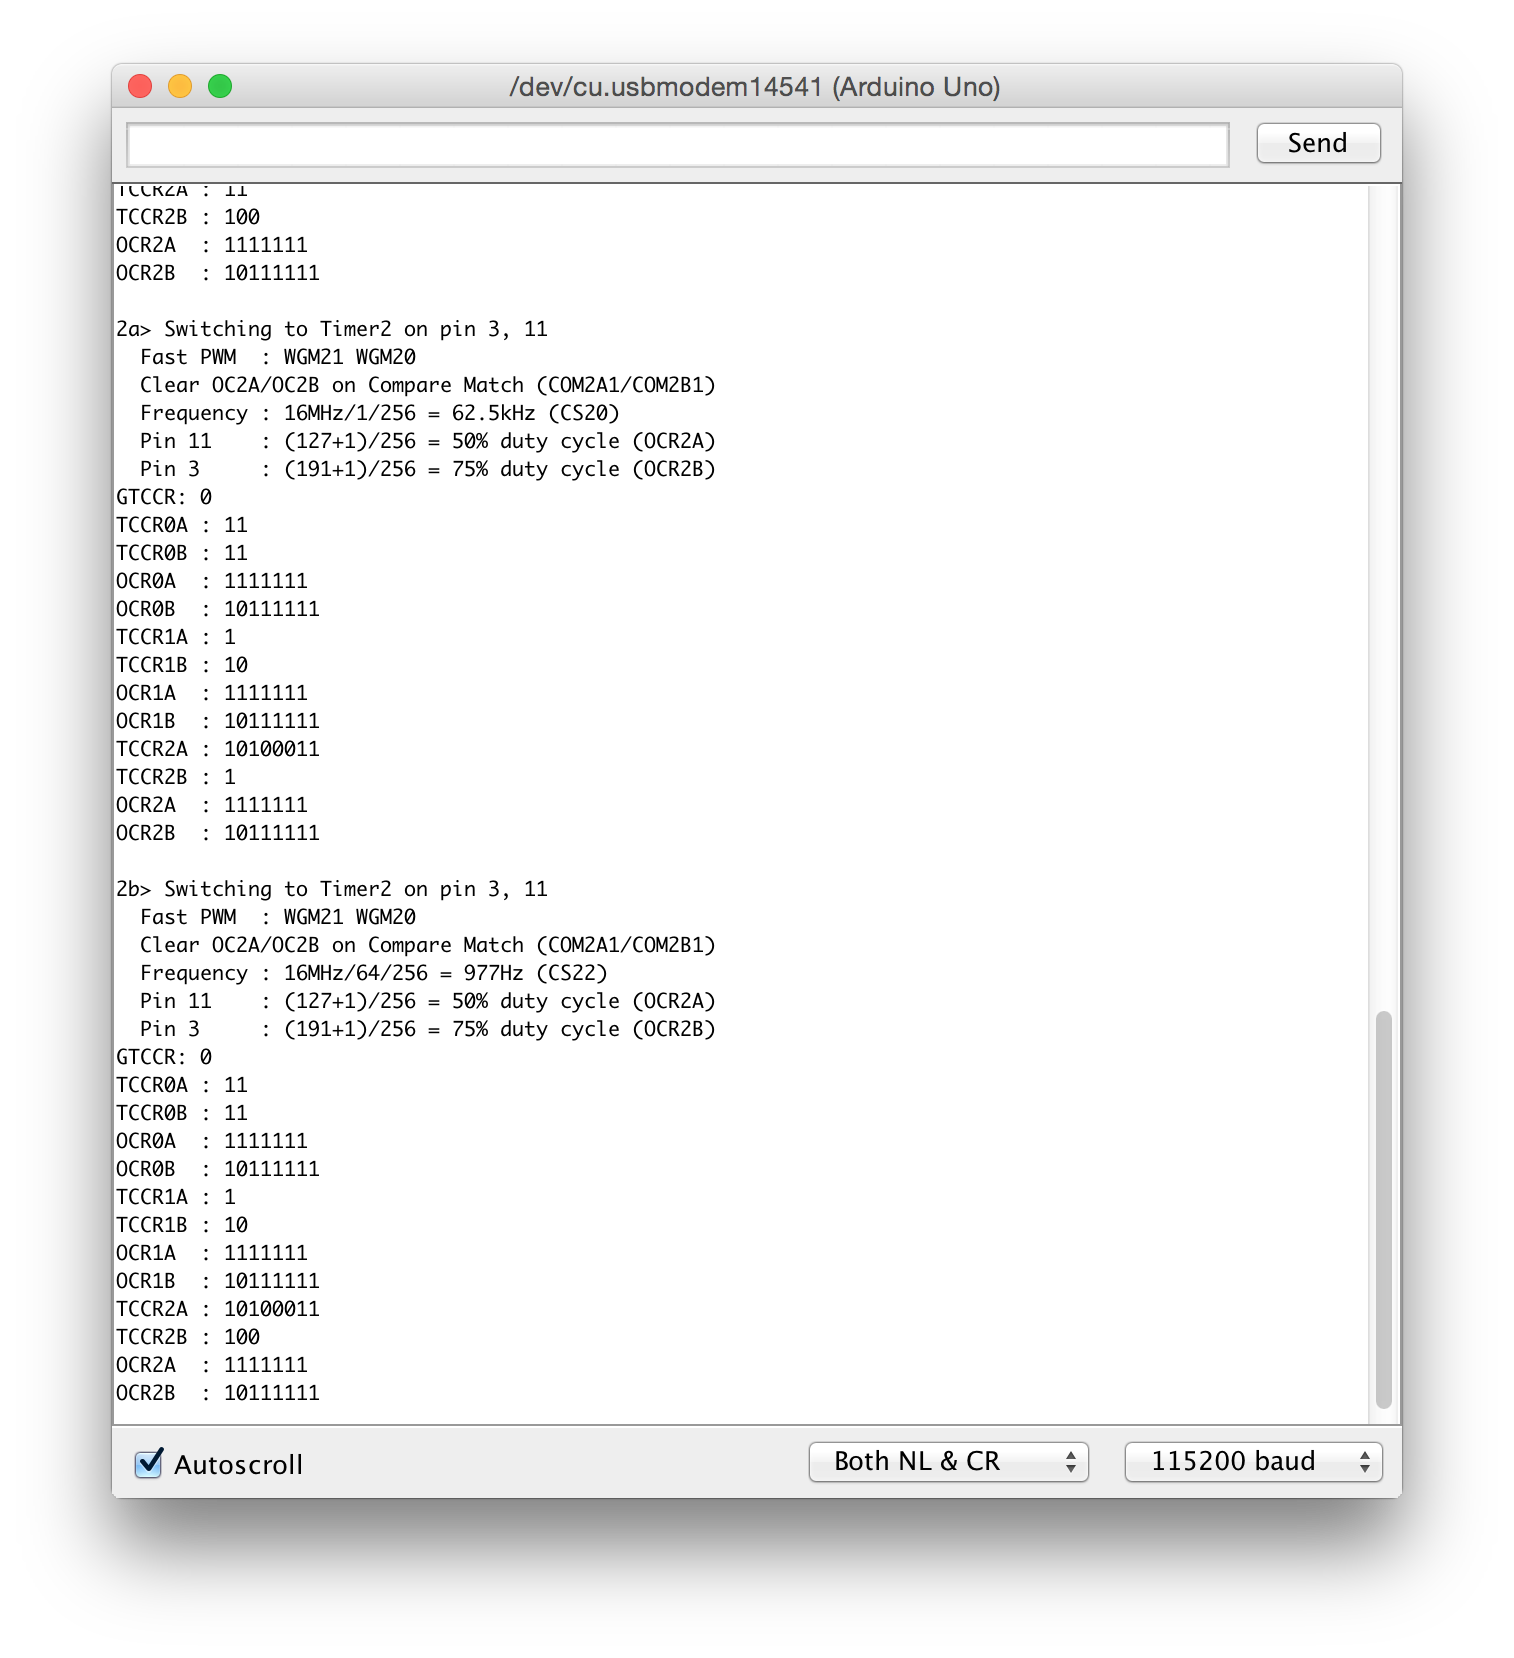 /dev/cu.usbmodem14541 (Arduino Uno)
Send
TCCR2A : 11
TCCR2B : 100
OCR2A  : 1111111
OCR2B  : 10111111

2a> Switching to Timer2 on pin 3, 11
  Fast PWM  : WGM21 WGM20
  Clear OC2A/OC2B on Compare Match (COM2A1/COM2B1)
  Frequency : 16MHz/1/256 = 62.5kHz (CS20)
  Pin 11    : (127+1)/256 = 50% duty cycle (OCR2A)
  Pin 3     : (191+1)/256 = 75% duty cycle (OCR2B)
GTCCR: 0
TCCR0A : 11
TCCR0B : 11
OCR0A  : 1111111
OCR0B  : 10111111
TCCR1A : 1
TCCR1B : 10
OCR1A  : 1111111
OCR1B  : 10111111
TCCR2A : 10100011
TCCR2B : 1
OCR2A  : 1111111
OCR2B  : 10111111

2b> Switching to Timer2 on pin 3, 11
  Fast PWM  : WGM21 WGM20
  Clear OC2A/OC2B on Compare Match (COM2A1/COM2B1)
  Frequency : 16MHz/64/256 = 977Hz (CS22)
  Pin 11    : (127+1)/256 = 50% duty cycle (OCR2A)
  Pin 3     : (191+1)/256 = 75% duty cycle (OCR2B)
GTCCR: 0
TCCR0A : 11
TCCR0B : 11
OCR0A  : 1111111
OCR0B  : 10111111
TCCR1A : 1
TCCR1B : 10
OCR1A  : 1111111
OCR1B  : 10111111
TCCR2A : 10100011
TCCR2B : 100
OCR2A  : 1111111
OCR2B  : 10111111
Autoscroll
Both NL & CR
115200 baud